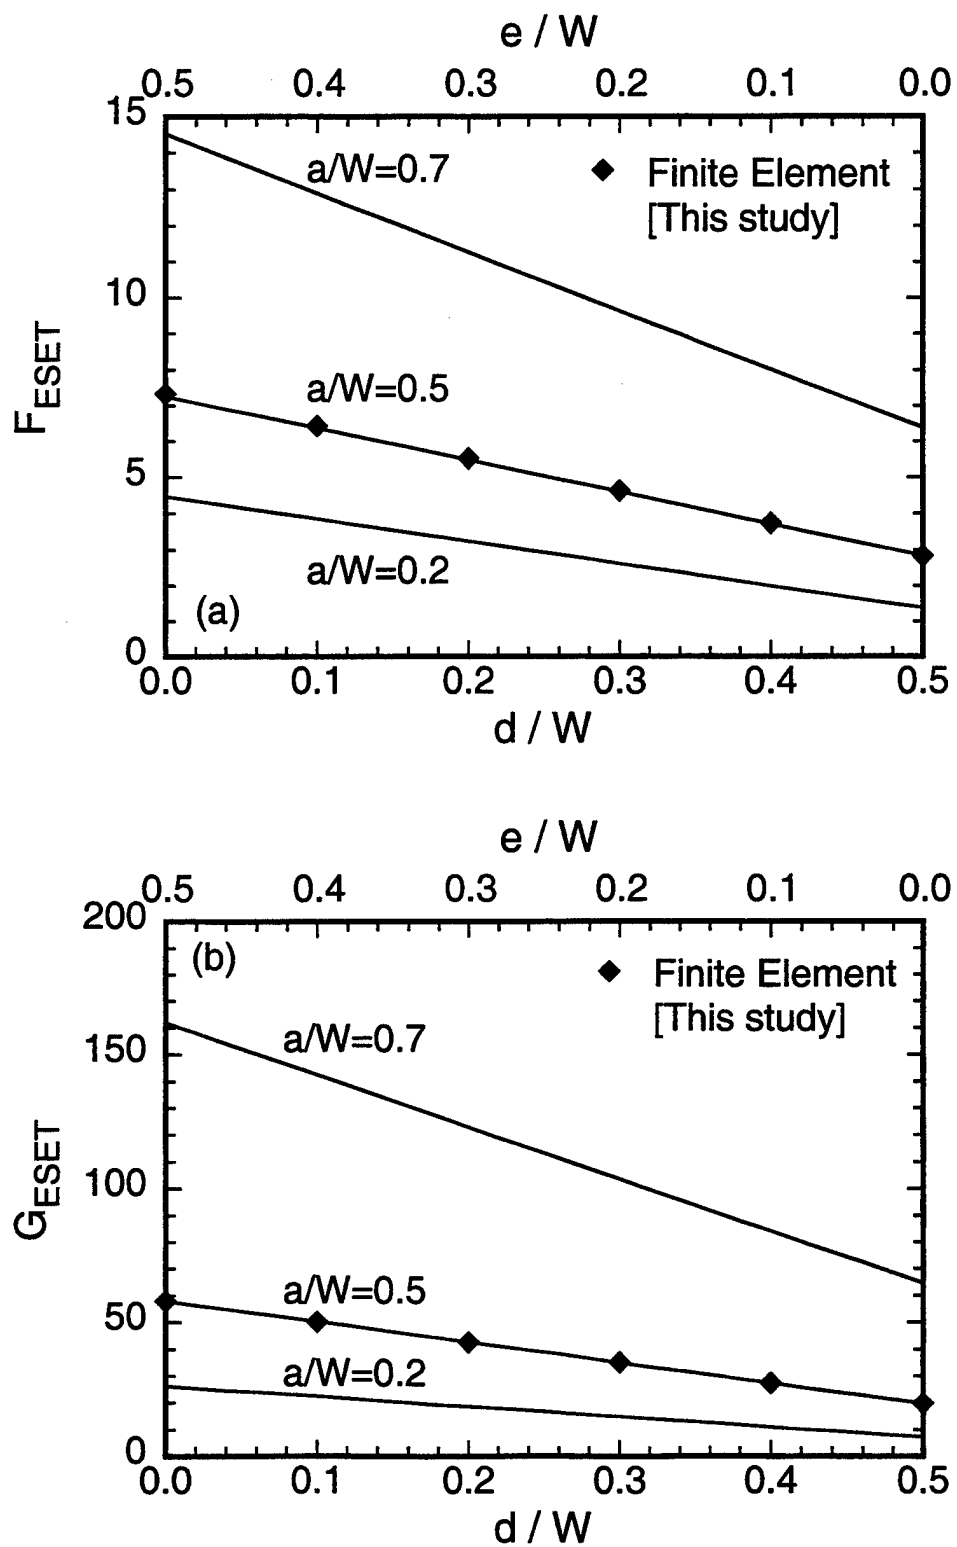 e / W
0.5 0.4 0.3 0.2 0.1 0.0
15
a/W=0.7
Finite Element
[This study]
10
FESET
a/W=0.5
5
a/W=0.2
(a)
0
0.0 0.1 0.2 0.3 0.4 0.5
d / W
e / W
0.5 0.4 0.3 0.2 0.1 0.0
200
(b)
Finite Element
[This study]
a/W=0.7
150
GESET
100
a/W=0.5
50
a/W=0.2
0
0.0 0.1 0.2 0.3 0.4 0.5
d / W